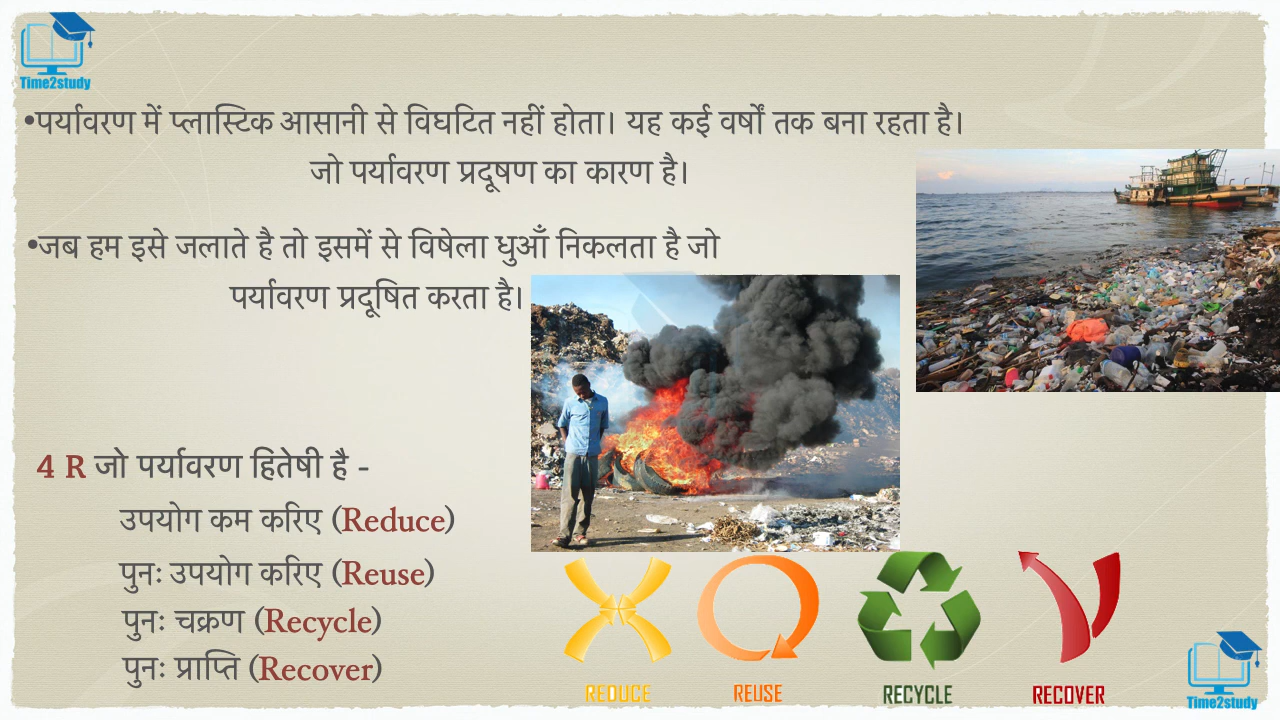 Time2study
•पर्यावरण में प्लास्टिक आसानी से विघटित नहीं होता। यह कई वर्षों तक बना रहता है।
जो पर्यावरण प्रदूषण का कारण है।
•जब हम इसे जलाते है तो इसमें से विषेला धुआँ निकलता है जो
पर्यावरण प्रदूषित करता है।
4 R जो पर्यावरण हितेषी है -
उपयोग कम करिए (Reduce)
पुनः उपयोग करिए (Reuse)
पुनः चक्रण (Recycle)
पुनः प्राप्ति (Recover)
REDUCE REUSE RECYCLE RECOVER
Time2study